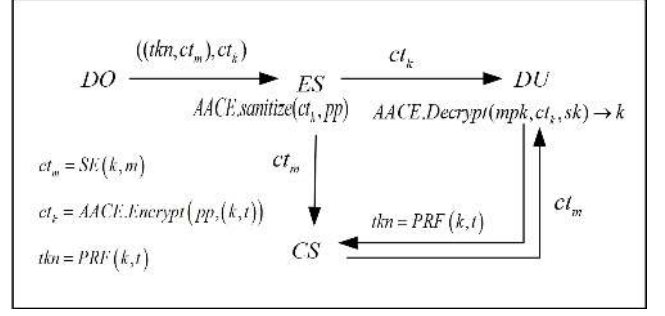 ((tkn,ct_m),ct_k)
ct_k
DO
ES
DU
AACE.sanitize(ct_k,pp)
AACE.Decrypt(mpk,ct_k,sk)→k
ct_m
ct_m = SE(k,m)
ct_k = AACE.Encrypt(pp,(k,t))
tkn = PRF(k,t)
tkn = PRF(k,t)
ct_m
CS